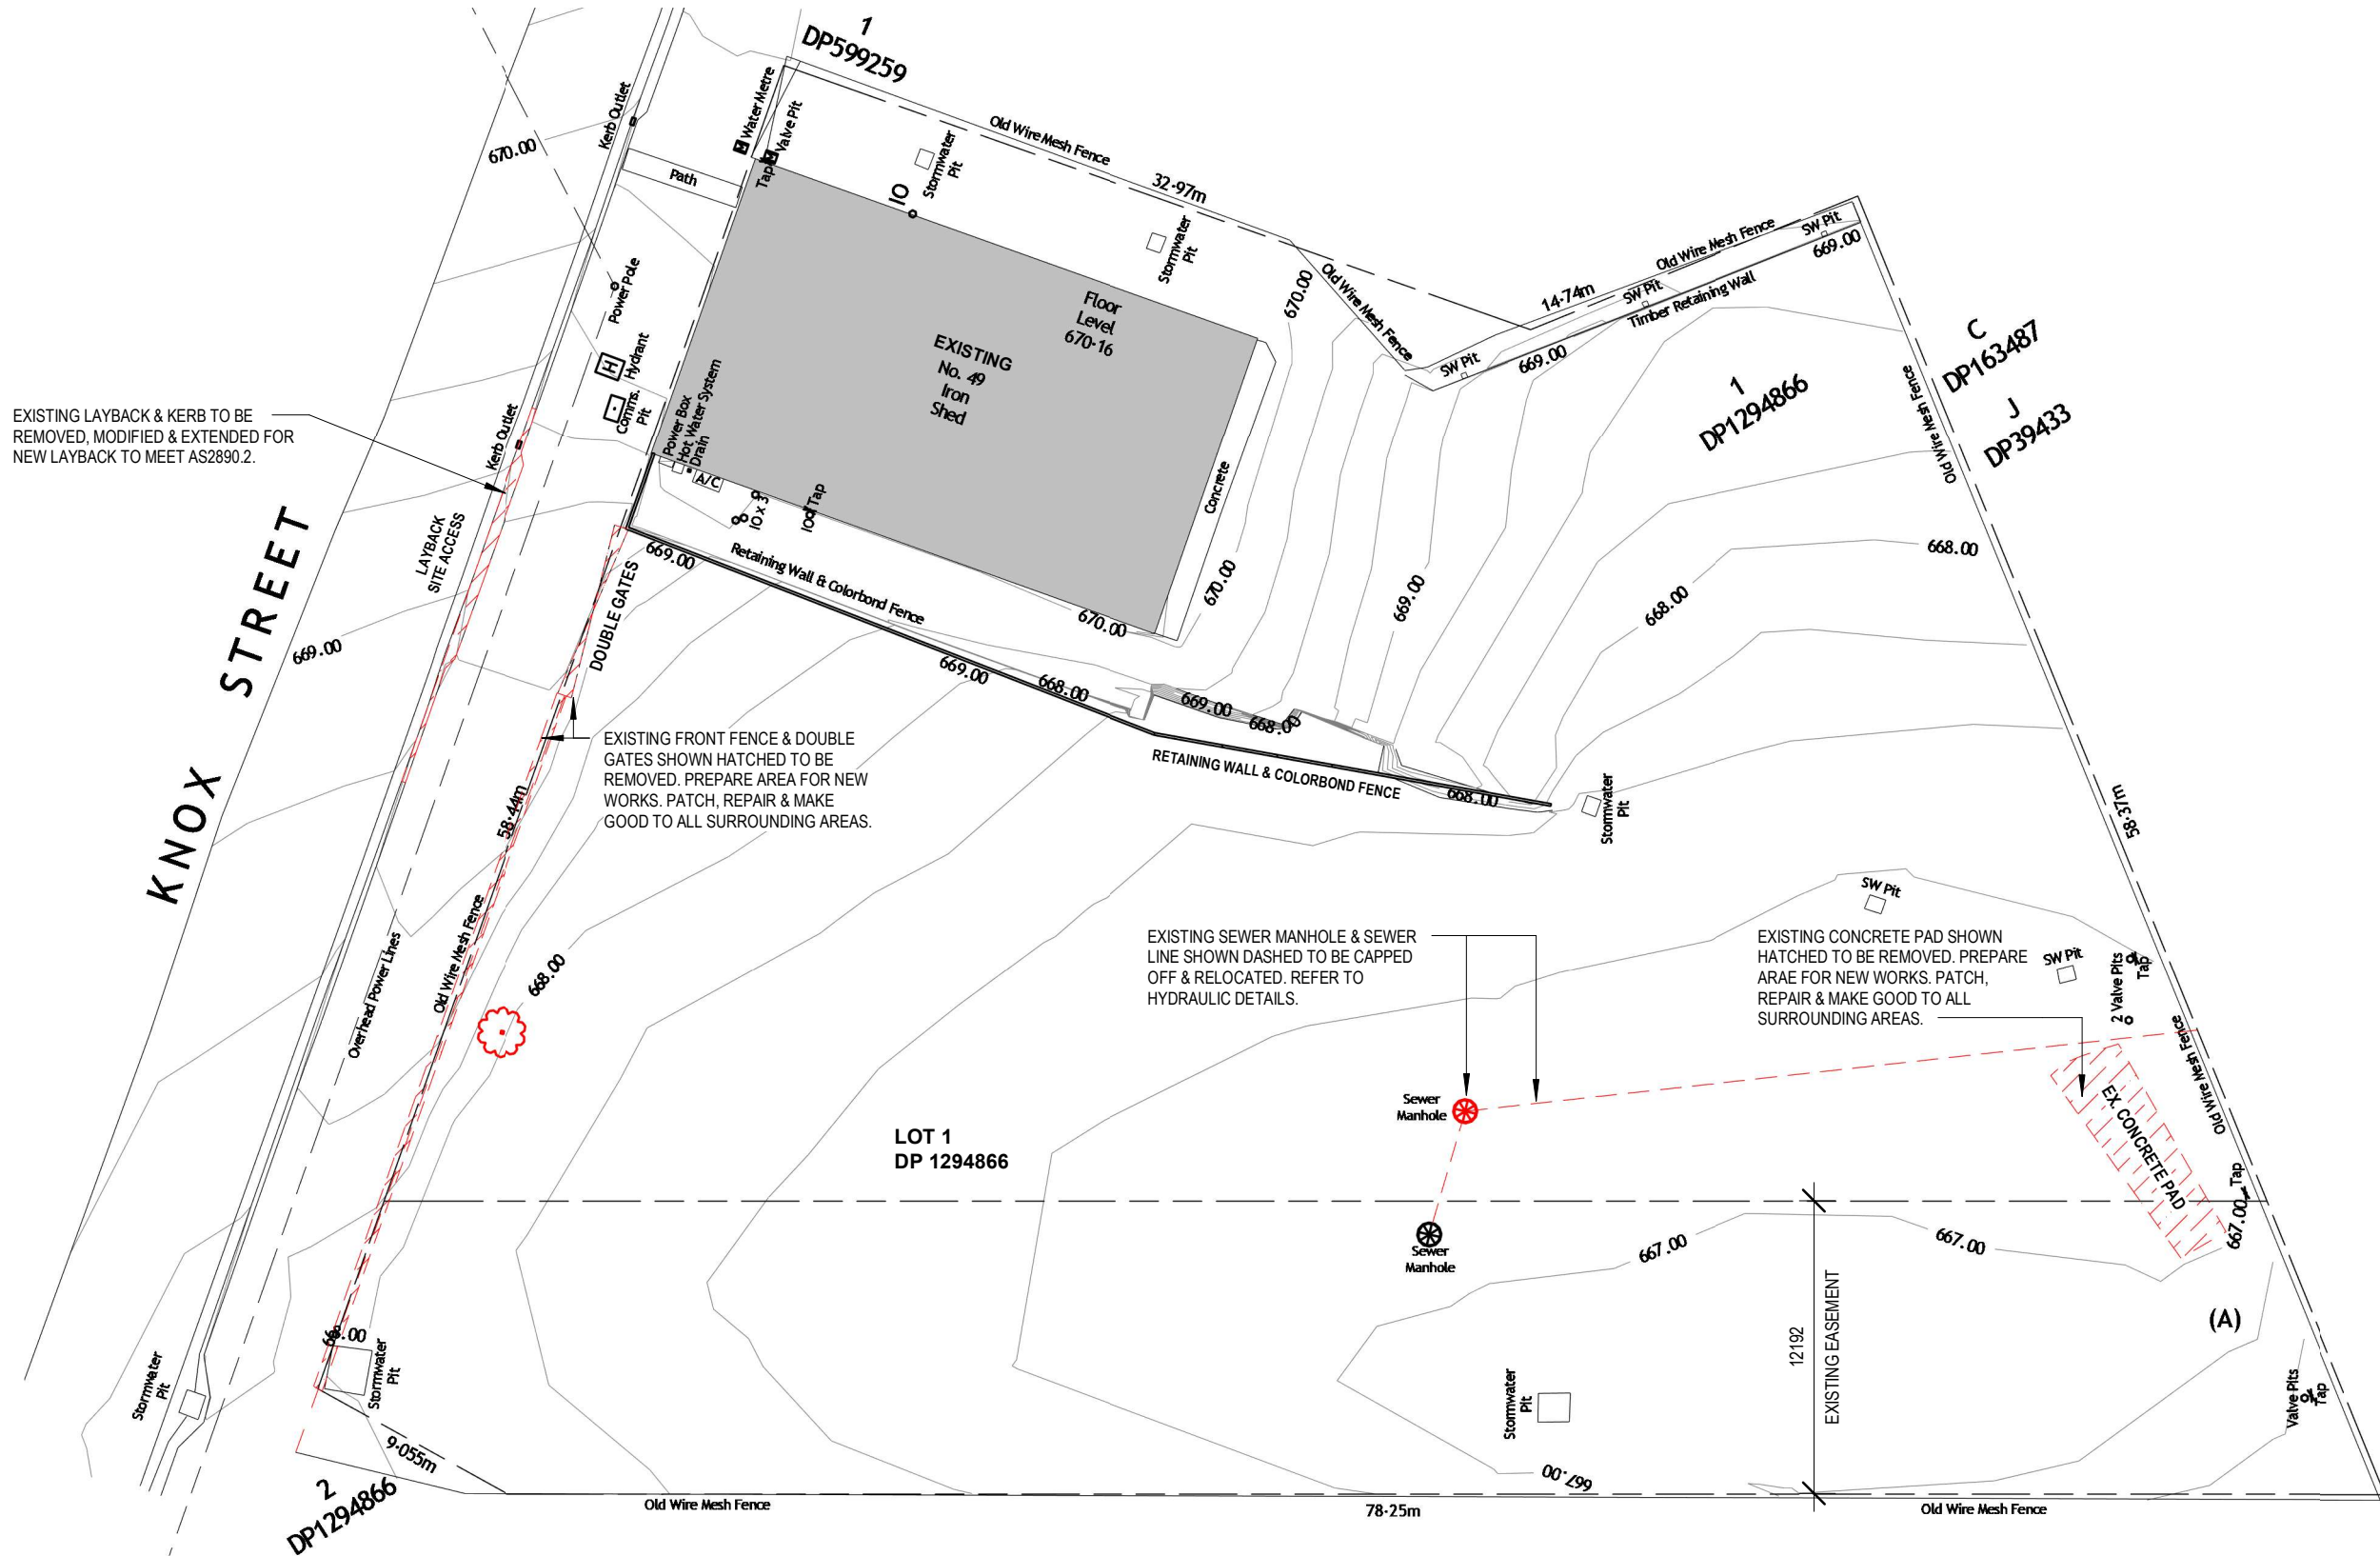 1
DP599259
Kerb Outlet
Water Metre
Valve Pit
Tap
Path
670.00
IO
Stormwater
Pit
Old Wire Mesh Fence
32·97m
Stormwater
Pit
Power Pole
H
Hydrant
Comms.
Pit
Floor
Level
670·16
EXISTING
No. 49
Iron
Shed
670.00
Old Wire Mesh Fence
14·74m
Old Wire Mesh Fence
SW Pit
SW Pit
SW Pit
Timber Retaining Wall
669.00
669.00
C
DP163487
J
DP39433
1
DP1294866
Old Wire Mesh Fence
EXISTING LAYBACK & KERB TO BE
REMOVED, MODIFIED & EXTENDED FOR
NEW LAYBACK TO MEET AS2890.2.
Kerb Outlet
Power Box
Hot Water System
Drain
A/C
IO x 3
IO
Tap
Concrete
670.00
670.00
LAYBACK
SITE ACCESS
DOUBLE GATES
669.00
Retaining Wall & Colorbond Fence
669.00
668.00
669.00
668.00
669.00
668.00
668.00
KNOX STREET
669.00
EXISTING FRONT FENCE & DOUBLE
GATES SHOWN HATCHED TO BE
REMOVED. PREPARE AREA FOR NEW
WORKS. PATCH, REPAIR & MAKE
GOOD TO ALL SURROUNDING AREAS.
RETAINING WALL & COLORBOND FENCE
668.00
Stormwater
Pit
58·37m
58·44m
Old Wire Mesh Fence
Overhead Power Lines
668.00
EXISTING SEWER MANHOLE & SEWER
LINE SHOWN DASHED TO BE CAPPED
OFF & RELOCATED. REFER TO
HYDRAULIC DETAILS.
SW Pit
EXISTING CONCRETE PAD SHOWN
HATCHED TO BE REMOVED. PREPARE
ARAE FOR NEW WORKS. PATCH,
REPAIR & MAKE GOOD TO ALL
SURROUNDING AREAS.
SW Pit
2 Valve Pits
Tap
Old Wire Mesh Fence
Sewer
Manhole
EX. CONCRETE PAD
LOT 1
DP 1294866
Tap
667.00
Sewer
Manhole
667.00
667.00
12192
EXISTING EASEMENT
(A)
668.00
Stormwater
Pit
Stormwater
Pit
Stormwater
Pit
Valve Pits
Tap
9·055m
2
DP1294866
667.00
Old Wire Mesh Fence
78·25m
Old Wire Mesh Fence